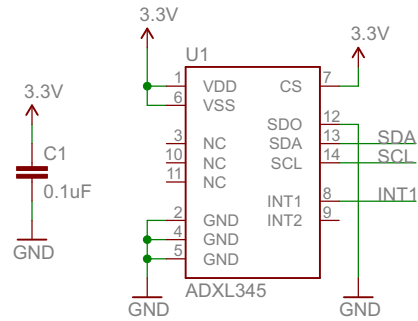 3.3V
U1
3.3V
1 VDD CS 7
6 VSS
3.3V
SDO 12
3 NC SDA 13 SDA
C1
10 NC SCL 14 SCL
11 NC
0.1uF
INT1 8 INT1
2 GND INT2 9
4 GND
5 GND
GND
ADXL345
GND
GND